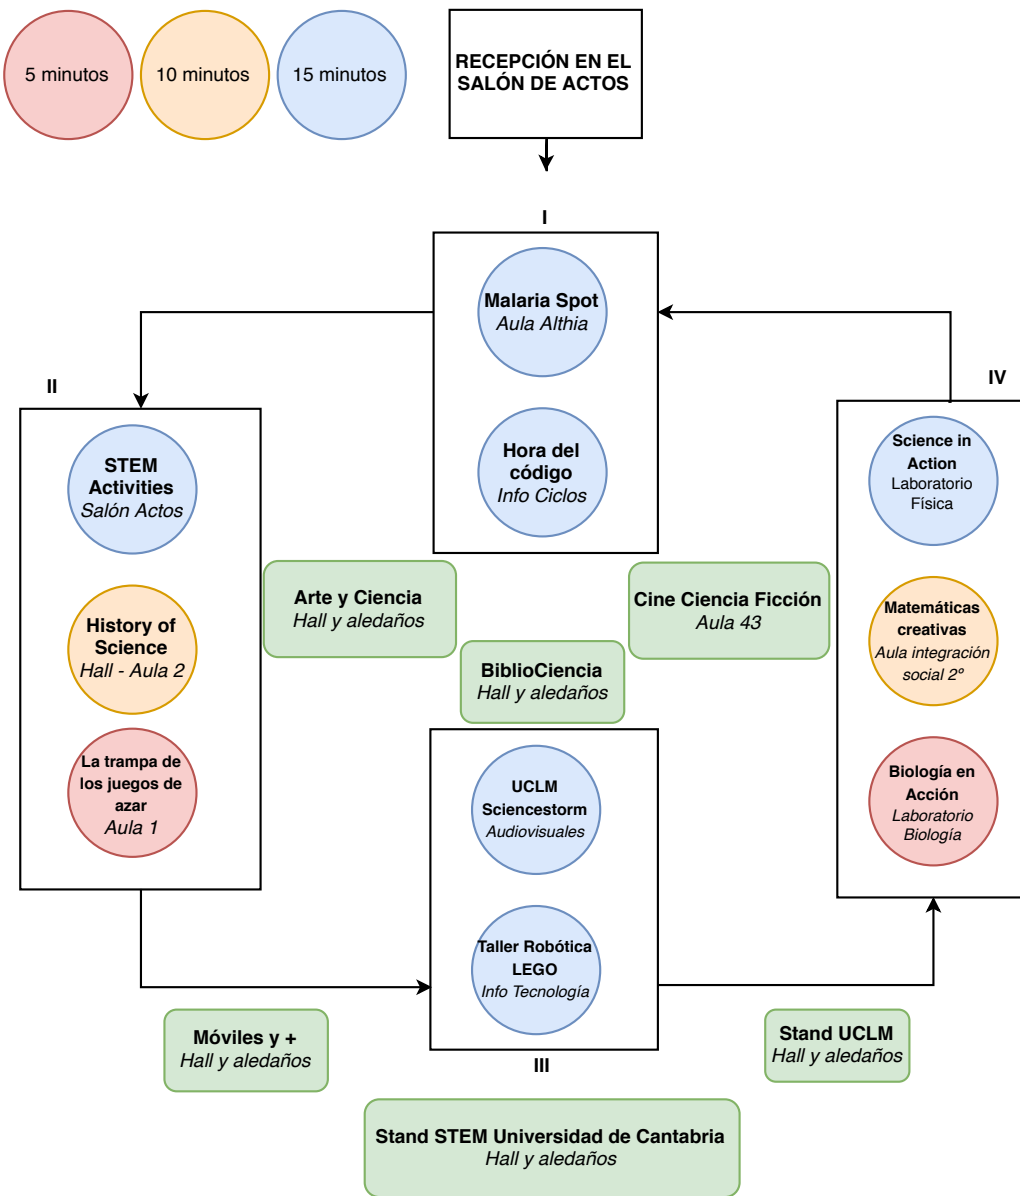 5 minutos
10 minutos
15 minutos
RECEPCIÓN EN EL
SALÓN DE ACTOS
I
Malaria Spot
Aula Althia
Hora del
código
Info Ciclos
II
STEM
Activities
Salón Actos
History of
Science
Hall - Aula 2
La trampa de
los juegos de
azar
Aula 1
IV
Science in
Action
Laboratorio
Física
Matemáticas
creativas
Aula integración
social 2º
Biología en
Acción
Laboratorio
Biología
Arte y Ciencia
Hall y aledaños
Cine Ciencia Ficción
Aula 43
BiblioCiencia
Hall y aledaños
UCLM
Sciencestorm
Audiovisuales
Taller Robótica
LEGO
Info Tecnología
III
Móviles y +
Hall y aledaños
Stand UCLM
Hall y aledaños
Stand STEM Universidad de Cantabria
Hall y aledaños